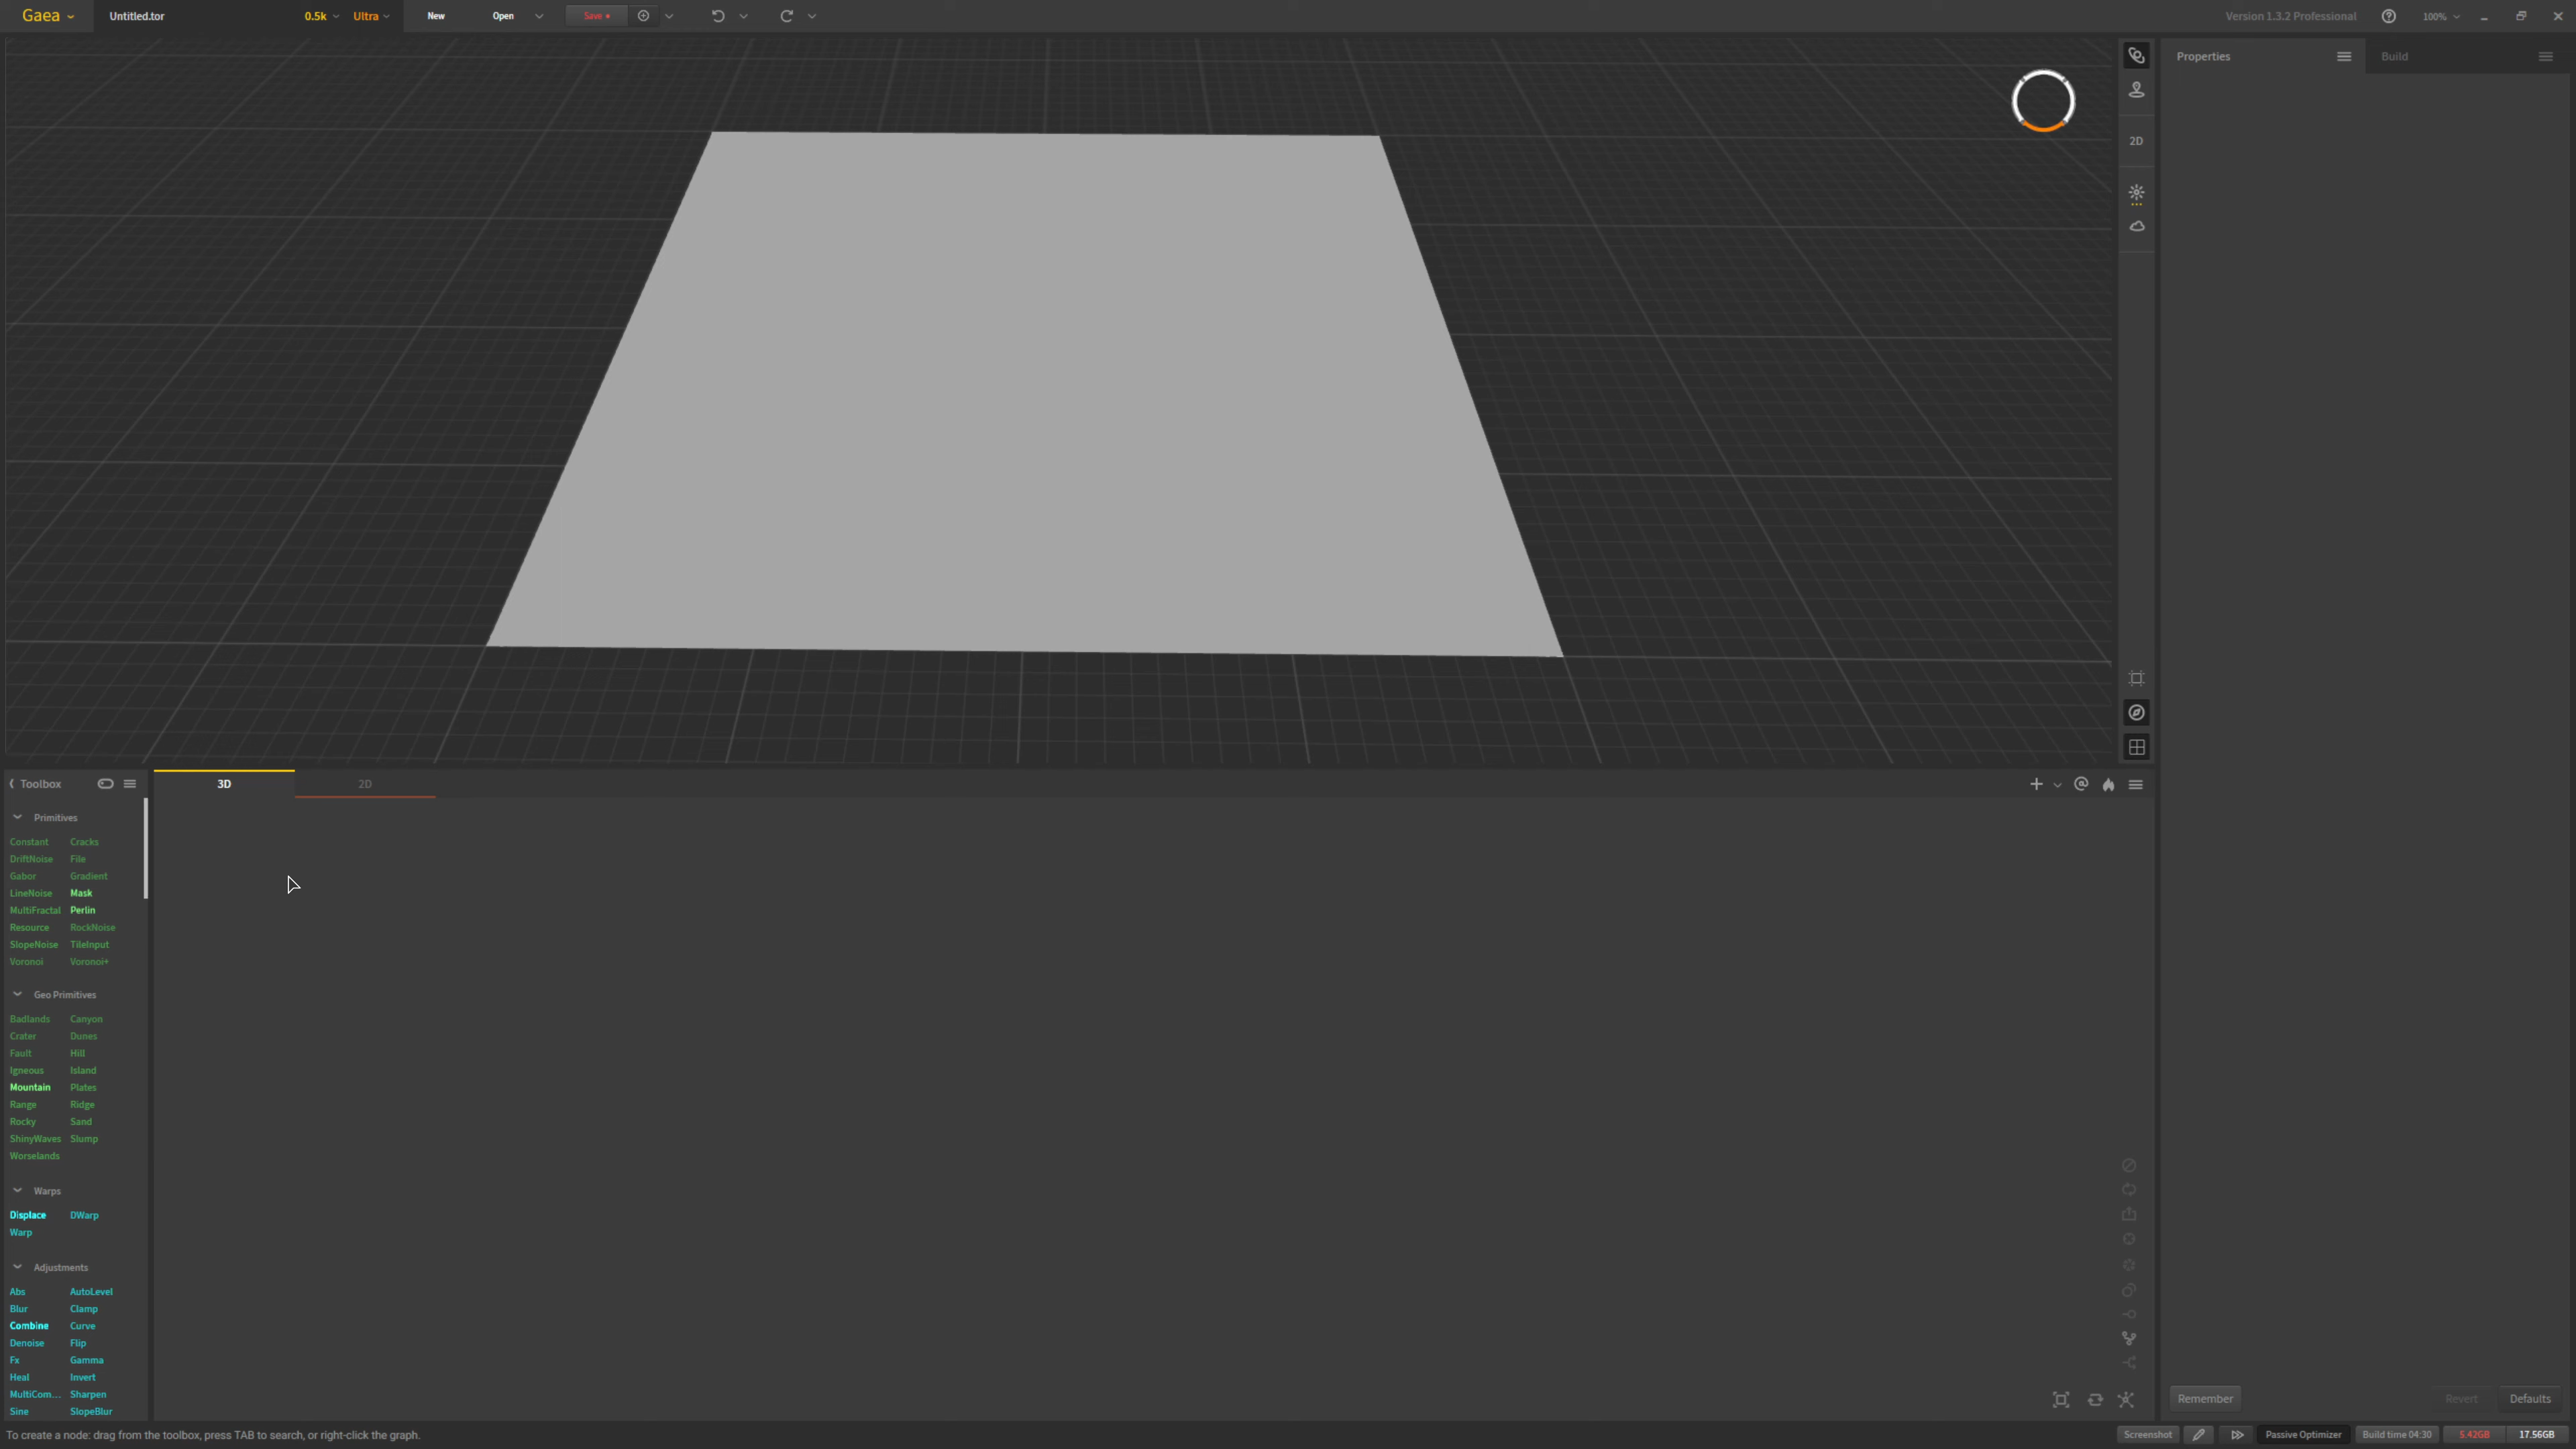 Gaea Untitled.tor 0.5k Ultra New Open Save Version 1.3.2 Professional 100%
Properties Build
2D
Toolbox 3D 2D
Primitives
Constant Cracks
DriftNoise File
Gabor Gradient
LineNoise Mask
MultiFractal Perlin
Resource RockNoise
SlopeNoise TileInput
Voronoi Voronoi+
Geo Primitives
Badlands Canyon
Crater Dunes
Fault Hill
Igneous Island
Mountain Plates
Range Ridge
Rocky Sand
ShinyWaves Slump
Worselands
Warps
Displace DWarp
Warp
Adjustments
Abs AutoLevel
Blur Clamp
Combine Curve
Denoise Flip
Fx Gamma
Heal Invert
MultiCom... Sharpen
Sine SlopeBlur
Remember Revert Defaults
To create a node: drag from the toolbox, press TAB to search, or right-click the graph.
Screenshot Passive Optimizer Build time 04:30 5.42GB 17.56GB